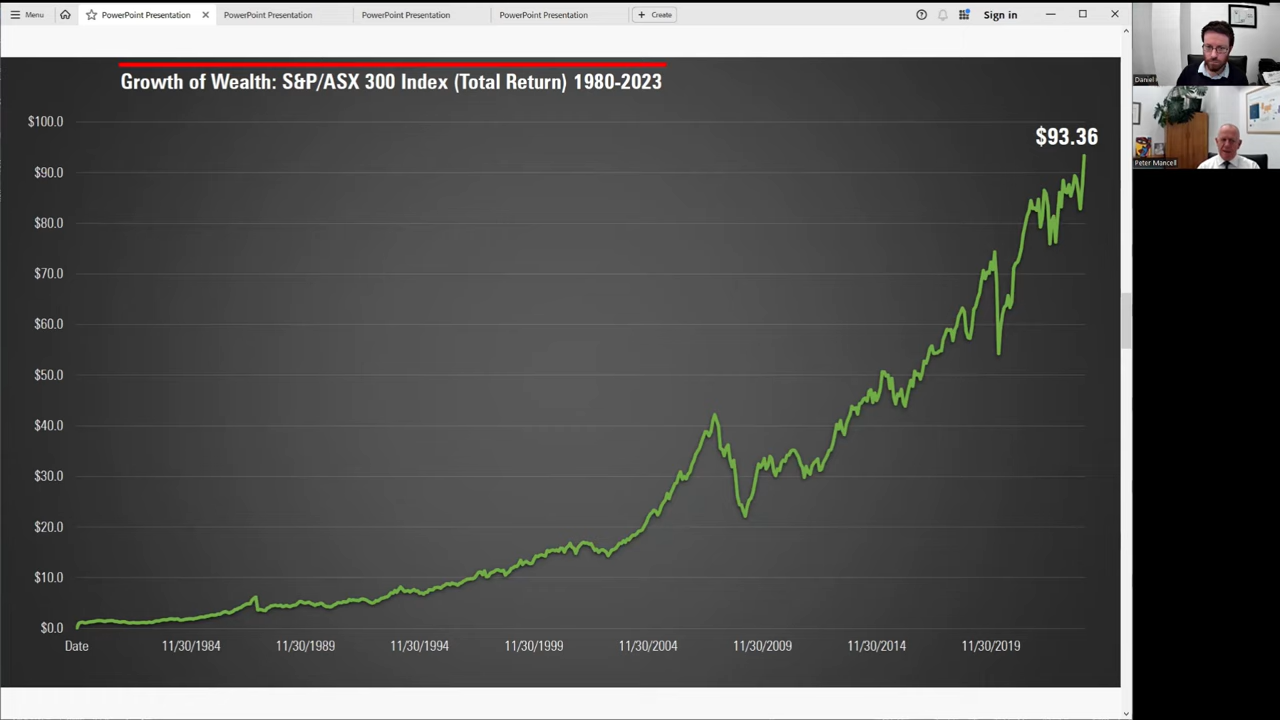 Menu
PowerPoint Presentation
PowerPoint Presentation
PowerPoint Presentation
PowerPoint Presentation
Create
Sign in
Daniel
Peter Mancell
Growth of Wealth: S&P/ASX 300 Index (Total Return) 1980-2023
$93.36
$100.0
$90.0
$80.0
$70.0
$60.0
$50.0
$40.0
$30.0
$20.0
$10.0
$0.0
Date
11/30/1984
11/30/1989
11/30/1994
11/30/1999
11/30/2004
11/30/2009
11/30/2014
11/30/2019